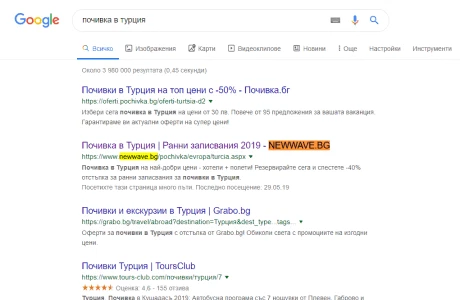 Google
почивка в турция
Всичко Изображения Карти Видеоклипове Новини Още Настройки Инструменти
Около 3 980 000 резултата (0,45 секунди)
Почивки в Турция на топ цени с -50% - Почивка.бг
https://oferti.pochivka.bg/oferti-turtsia-d2
Избери сега почивка в Турция на цени от 50 лв. Повече от 95 предложения за вашата ваканция.
Гарантираме ви актуални оферти на супер цени!
Почивка в Турция | Ранни записвания 2019 - NEWWAVE.BG
https://www.newwave.bg/pochivka/evropa/turcia.aspx
Почивка в Турция на най-добри цени - хотели + полети! Резервирайте сега и спестете -40%
отстъпка за ранни записвания за почивки в Турция.
Посетихте тази страница много пъти. Последно посещение: 29.05.19
Почивки и екскурзии в Турция | Grabo.bg
https://grabo.bg/travel/abroad?destination=Турция&dest_type...tags...
Оферти за почивки в Турция с отстъпка от Grabo.bg! Обиколи света с промоциите на изгодни
цени.
Почивки Турция | ToursClub
https://www.tours-club.com/почивки/турция/7
Оценка: 4,6 - 155 отзива
Турция, Почивка в Кушадасъ 2019: Автобусна програма със 7 нощувки от Плевен, Габрово и